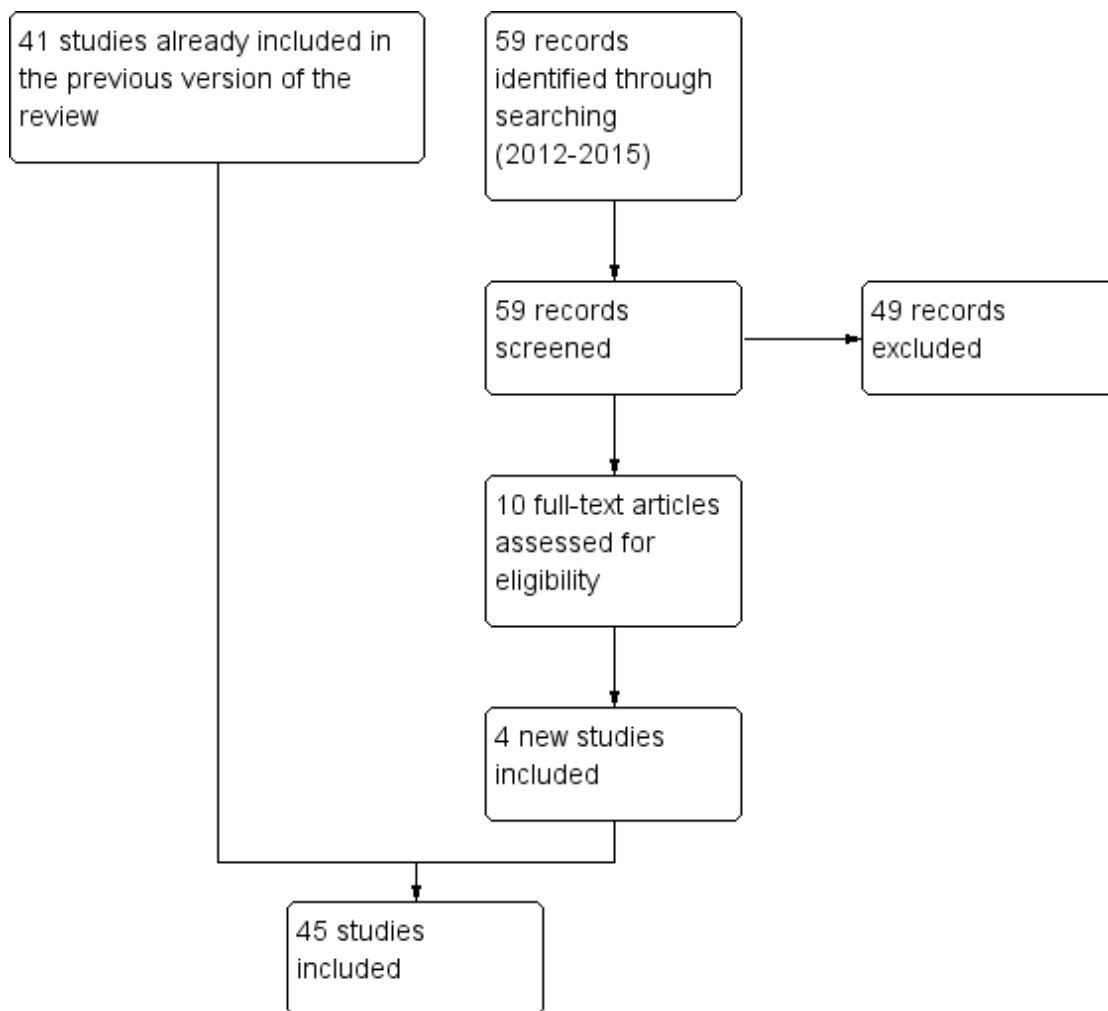 41 studies already included in
the previous version of the
review
59 records
identified through
searching
(2012-2015)
59 records
screened
49 records
excluded
10 full-text articles
assessed for
eligibility
4 new studies
included
45 studies
included